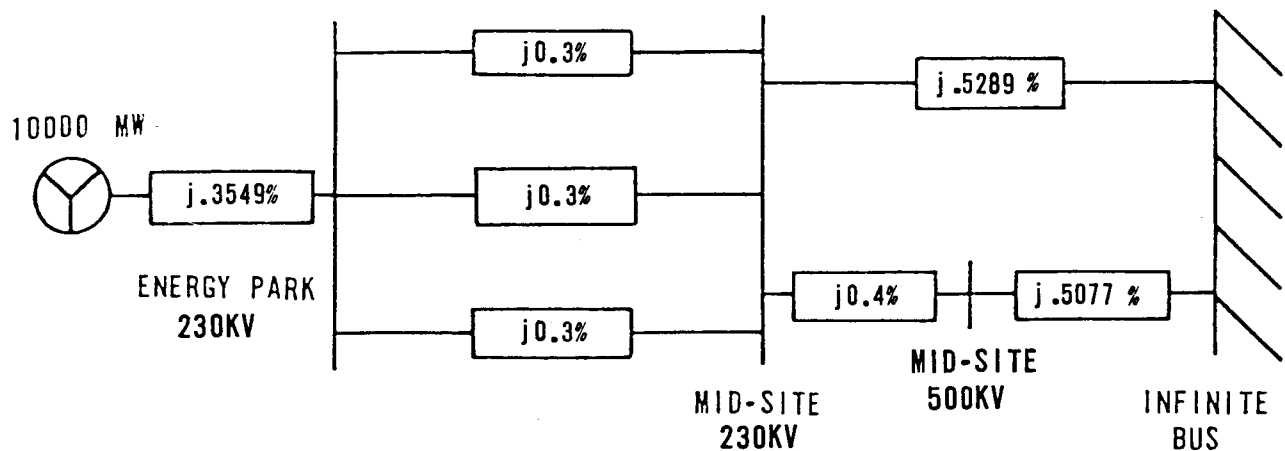 10000 MW
j.3549%
ENERGY PARK
230KV
j0.3%
j0.3%
j0.3%
MID-SITE
230KV
j.5289 %
j0.4%
MID-SITE
500KV
j.5077 %
INFINITE
BUS